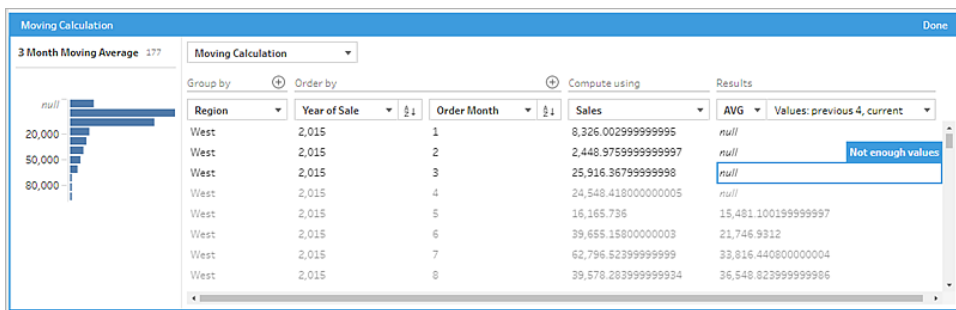 Moving Calculation Done
3 Month Moving Average 177
Moving Calculation
Group by Order by Compute using Results
Region Year of Sale A Z Order Month A Z Sales AVG Values: previous 4, current
null
20,000
50,000
80,000
West 2,015 1 8,326.002999999995 null
West 2,015 2 2,448.9759999999997 null
Not enough values
West 2,015 3 25,916.36799999998 null
West 2,015 4 24,548.418000000005 null
West 2,015 5 16,165.736 15,481.100199999997
West 2,015 6 39,655.15800000003 21,746.9312
West 2,015 7 62,796.52399999999 33,816.440800000004
West 2,015 8 39,578.283999999934 36,548.823999999986